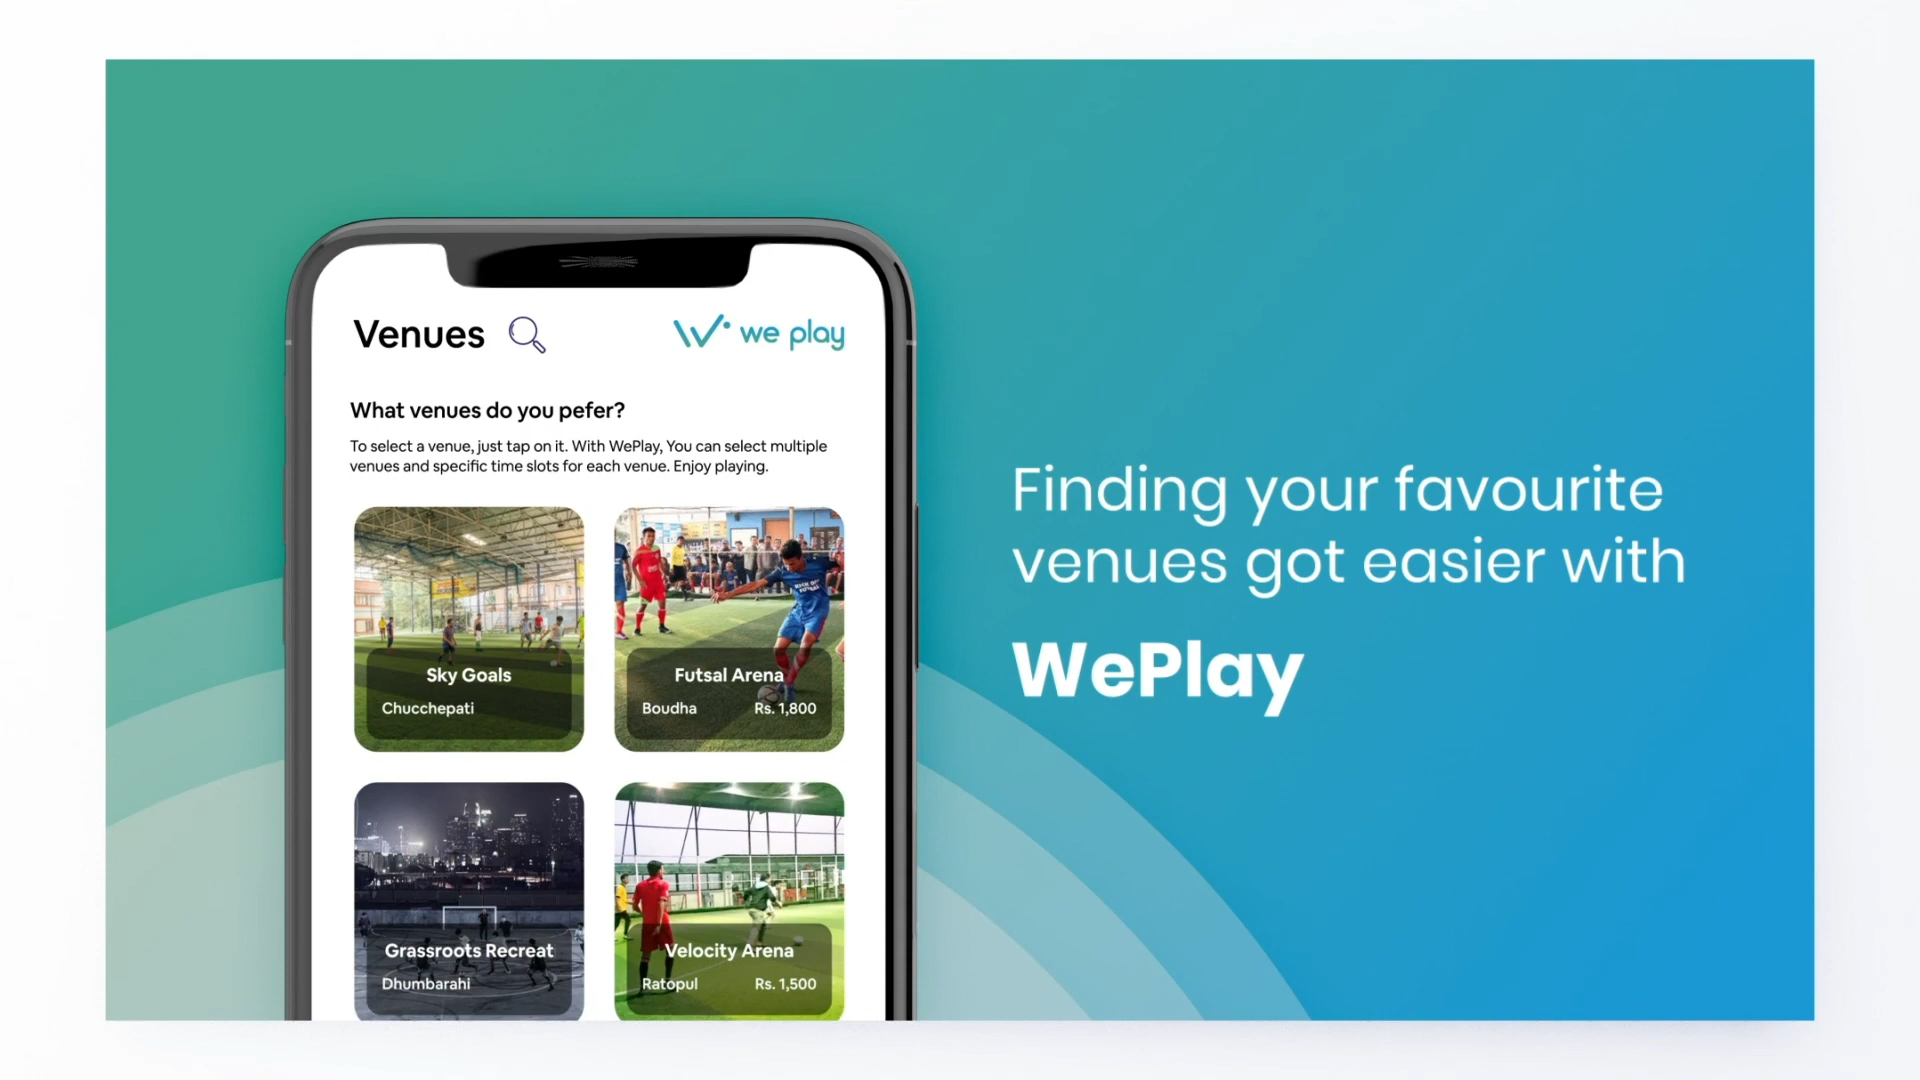 Venues
we play
What venues do you pefer?
To select a venue, just tap on it. With WePlay, You can select multiple
venues and specific time slots for each venue. Enjoy playing.
Sky Goals
Chucchepati
Futsal Arena
Boudha Rs. 1,800
Grassroots Recreat
Dhumbarahi
Velocity Arena
Ratopul Rs. 1,500
Finding your favourite
venues got easier with
WePlay